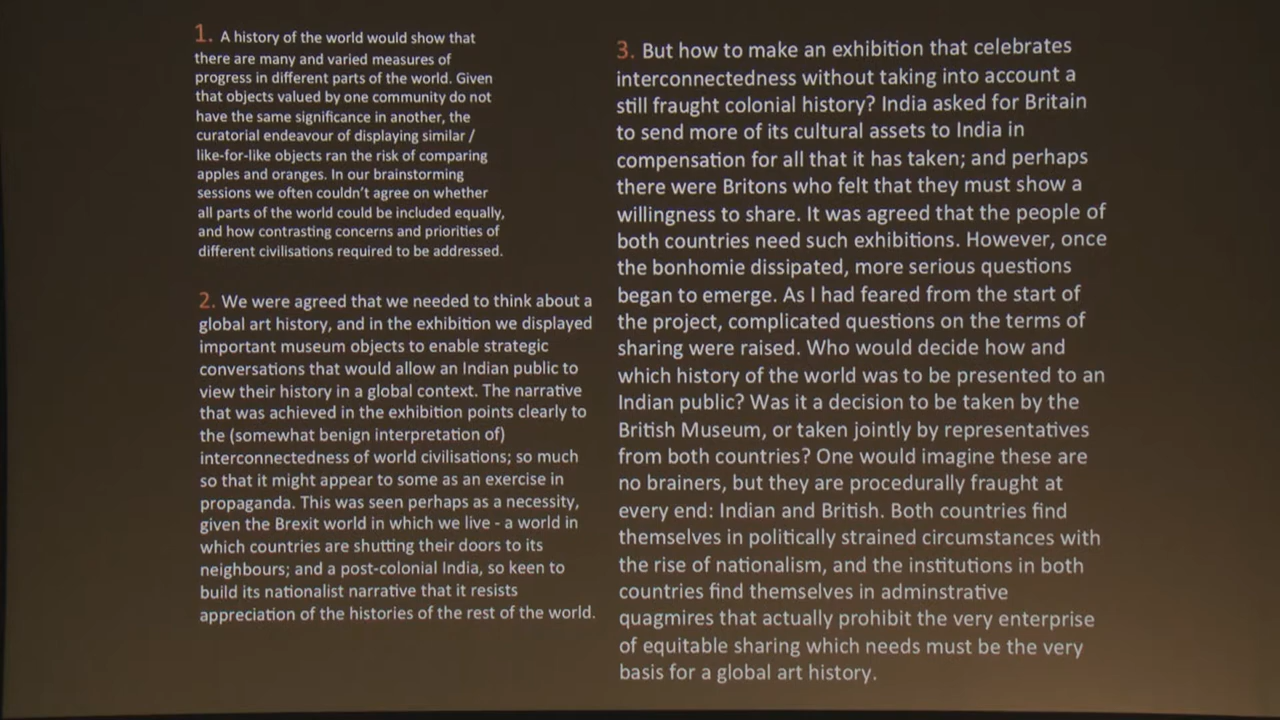 1. A history of the world would show that
there are many and varied measures of
progress in different parts of the world. Given
that objects valued by one community do not
have the same significance in another, the
curatorial endeavour of displaying similar /
like-for-like objects ran the risk of comparing
apples and oranges. In our brainstorming
sessions we often couldn't agree on whether
all parts of the world could be included equally,
and how contrasting concerns and priorities of
different civilisations required to be addressed.
2. We were agreed that we needed to think about a
global art history, and in the exhibition we displayed
important museum objects to enable strategic
conversations that would allow an Indian public to
view their history in a global context. The narrative
that was achieved in the exhibition points clearly to
the (somewhat benign interpretation of)
interconnectedness of world civilisations; so much
so that it might appear to some as an exercise in
propaganda. This was seen perhaps as a necessity,
given the Brexit world in which we live - a world in
which countries are shutting their doors to its
neighbours; and a post-colonial India, so keen to
build its nationalist narrative that it resists
appreciation of the histories of the rest of the world.
3. But how to make an exhibition that celebrates
interconnectedness without taking into account a
still fraught colonial history? India asked for Britain
to send more of its cultural assets to India in
compensation for all that it has taken; and perhaps
there were Britons who felt that they must show a
willingness to share. It was agreed that the people of
both countries need such exhibitions. However, once
the bonhomie dissipated, more serious questions
began to emerge. As I had feared from the start of
the project, complicated questions on the terms of
sharing were raised. Who would decide how and
which history of the world was to be presented to an
Indian public? Was it a decision to be taken by the
British Museum, or taken jointly by representatives
from both countries? One would imagine these are
no brainers, but they are procedurally fraught at
every end: Indian and British. Both countries find
themselves in politically strained circumstances with
the rise of nationalism, and the institutions in both
countries find themselves in adminstrative
quagmires that actually prohibit the very enterprise
of equitable sharing which needs must be the very
basis for a global art history.